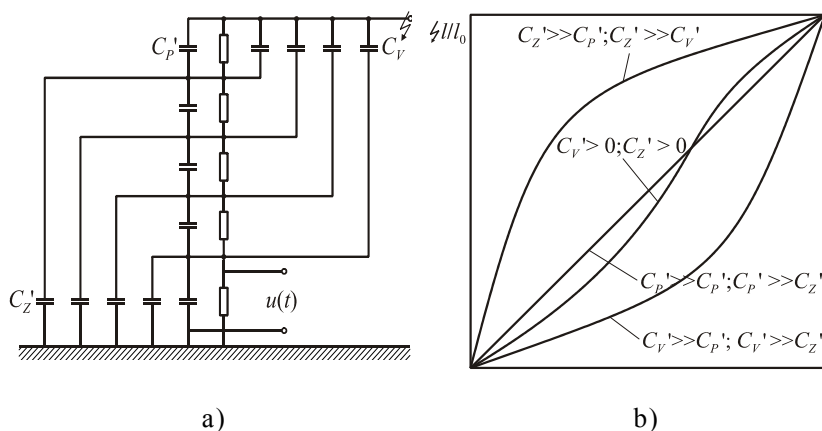 C_P'
C_V
C_Z'
u(t)
a)
l/l_0
C_Z'>>C_P';C_Z'>>C_V'
C_V'> 0;C_Z'> 0
C_P'>>C_P';C_P'>>C_Z'
C_V'>>C_P'; C_V'>>C_Z'
b)